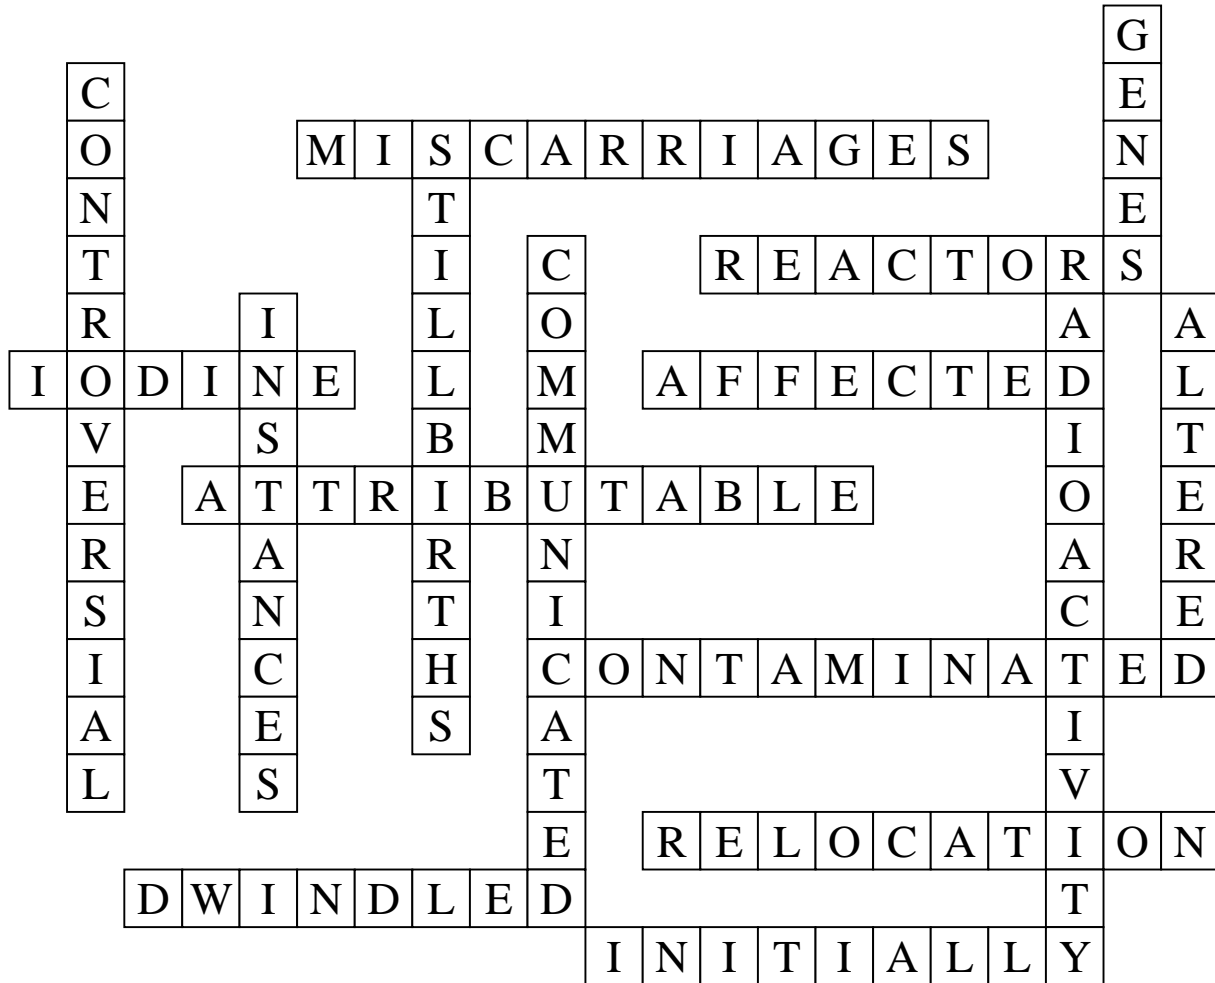 GENES
CONTROVERSIAL
MISCARRIAGES
STILLBIRTHS
COMMUNICATED
REACTORS
RADIOACTIVITY
INSTANCES
ALTERED
IODINE
AFFECTED
ATTRIBUTABLE
CONTAMINATED
RELOCATION
DWINDLED
INITIALLY